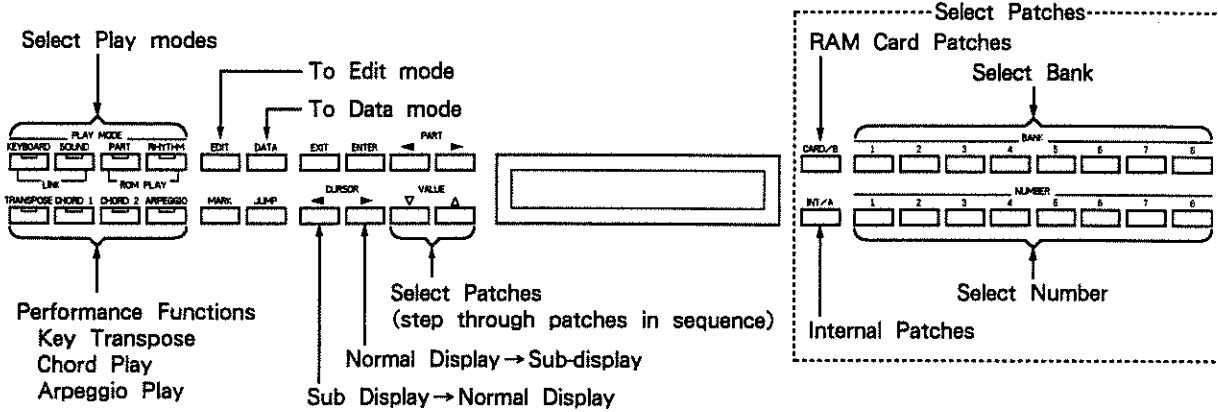 Select Patches
Select Play modes
RAM Card Patches
To Edit mode
Select Bank
To Data mode
PLAY MODE
PART
BANK
KEYBOARD SOUND PART RHYTHM EDIT DATA EXIT ENTER ◀ ▶ CARD/B 1 2 3 4 5 6 7 8
LINK ROM PLAY
CURSOR VALUE
NUMBER
TRANSPOSE CHORD 1 CHORD 2 ARPEGGIO MARK JUMP ◀ ▶ ▽ △ INT/A 1 2 3 4 5 6 7 8
Select Patches
(step through patches in sequence)
Select Number
Performance Functions
Key Transpose
Chord Play
Arpeggio Play
Internal Patches
Normal Display → Sub-display
Sub Display → Normal Display